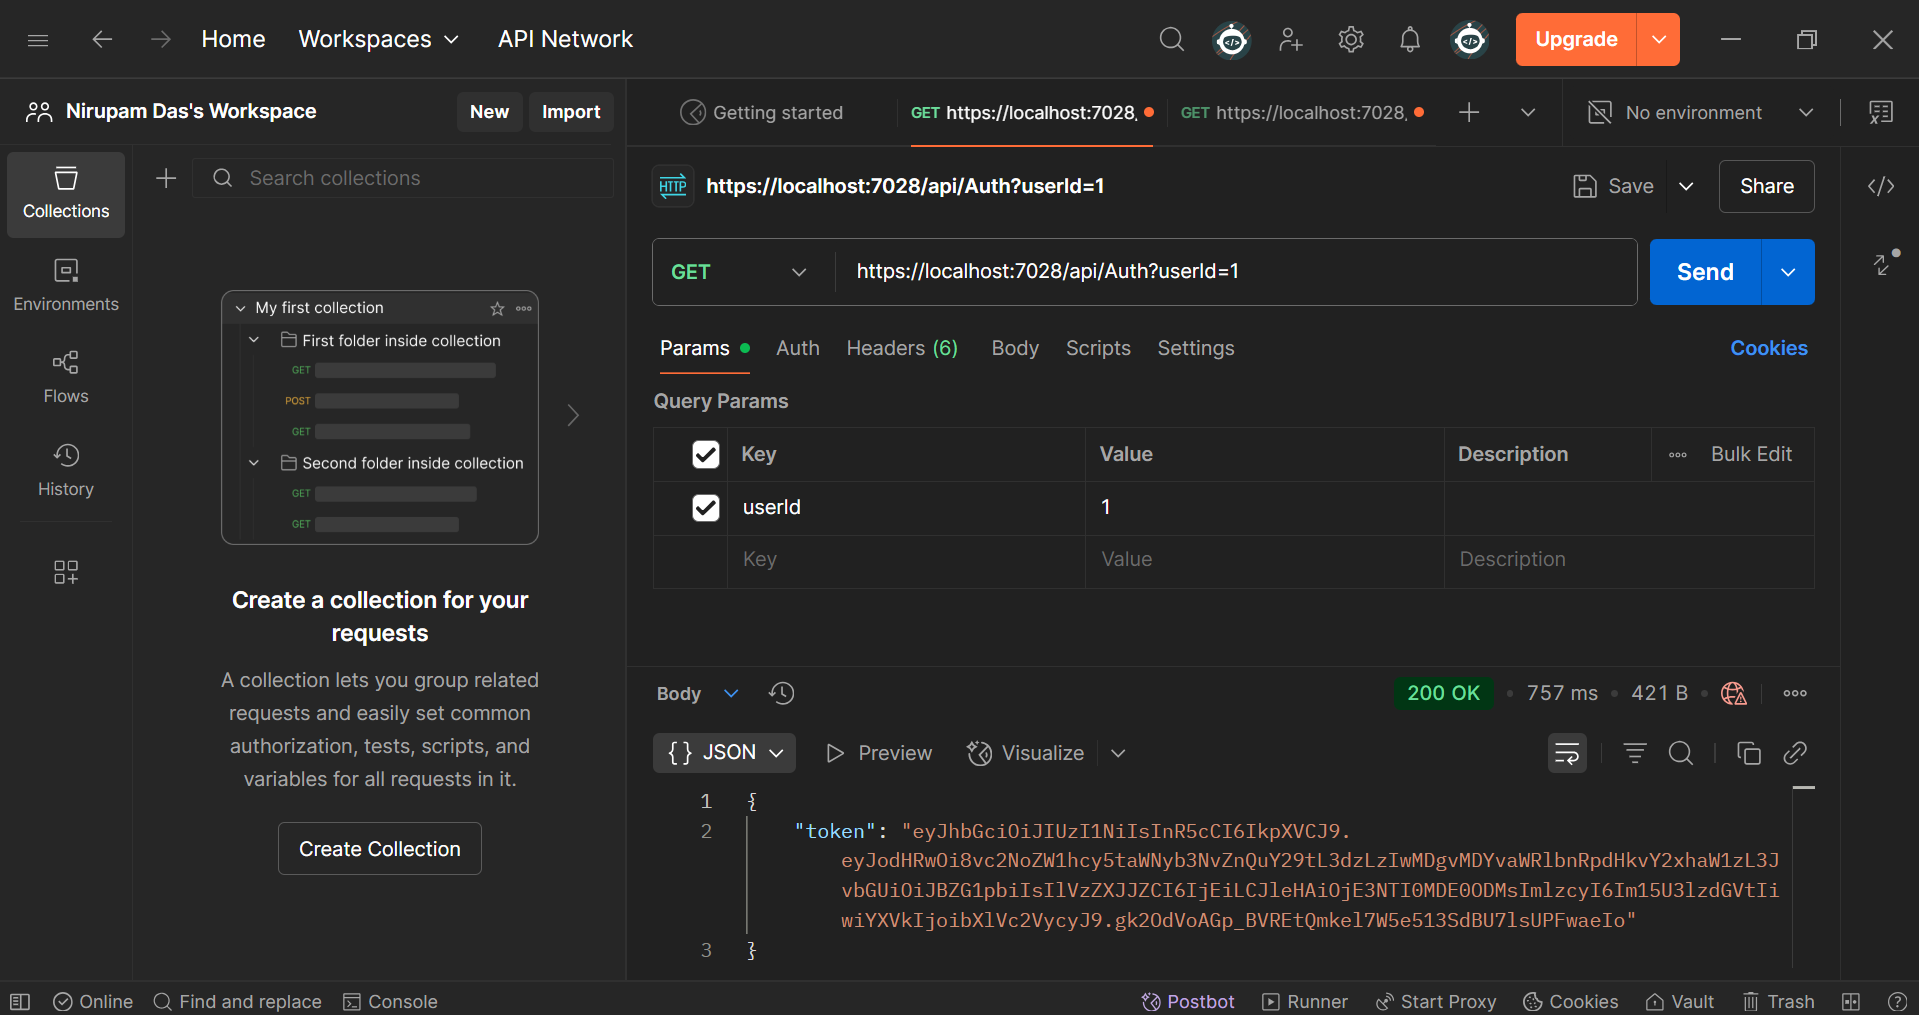 Home
Workspaces
API Network
Upgrade
Nirupam Das's Workspace
New
Import
Getting started
GET https://localhost:7028,
GET https://localhost:7028,
No environment
Collections
Environments
Flows
History
Search collections
My first collection
First folder inside collection
GET
POST
GET
Second folder inside collection
GET
GET
Create a collection for your
requests
A collection lets you group related
requests and easily set common
authorization, tests, scripts, and
variables for all requests in it.
Create Collection
HTTP https://localhost:7028/api/Auth?userId=1
Save
Share
GET
https://localhost:7028/api/Auth?userId=1
Send
Params
Auth
Headers (6)
Body
Scripts
Settings
Cookies
Query Params
Key Value Description Bulk Edit
userId 1
Key Value Description
Body
200 OK
757 ms
421 B
{} JSON
Preview
Visualize
1 {
2 "token": "eyJhbGciOiJIUzI1NiIsInR5cCI6IkpXVCJ9.
eyJodHRwOi8vc2NoZW1hcy5taWNyb3NvZnQuY29tL3dzLzIwMDgvMDYvaWRlbnRpdHkvY2xhaW1zL3J
vbGUiOiJBZG1pbiIsIlVzZXJJZCI6IjEiLCJleHAiOjE3NTI0MDE0ODMsImlzcyI6Im15U3lzdGVtIi
wiYXVkIjoibXlVc2VycyJ9.gk2OdVoAGp_BVREtQmkel7W5e513SdBU7lsUPFwaeIo"
3 }
Online
Find and replace
Console
Postbot
Runner
Start Proxy
Cookies
Vault
Trash